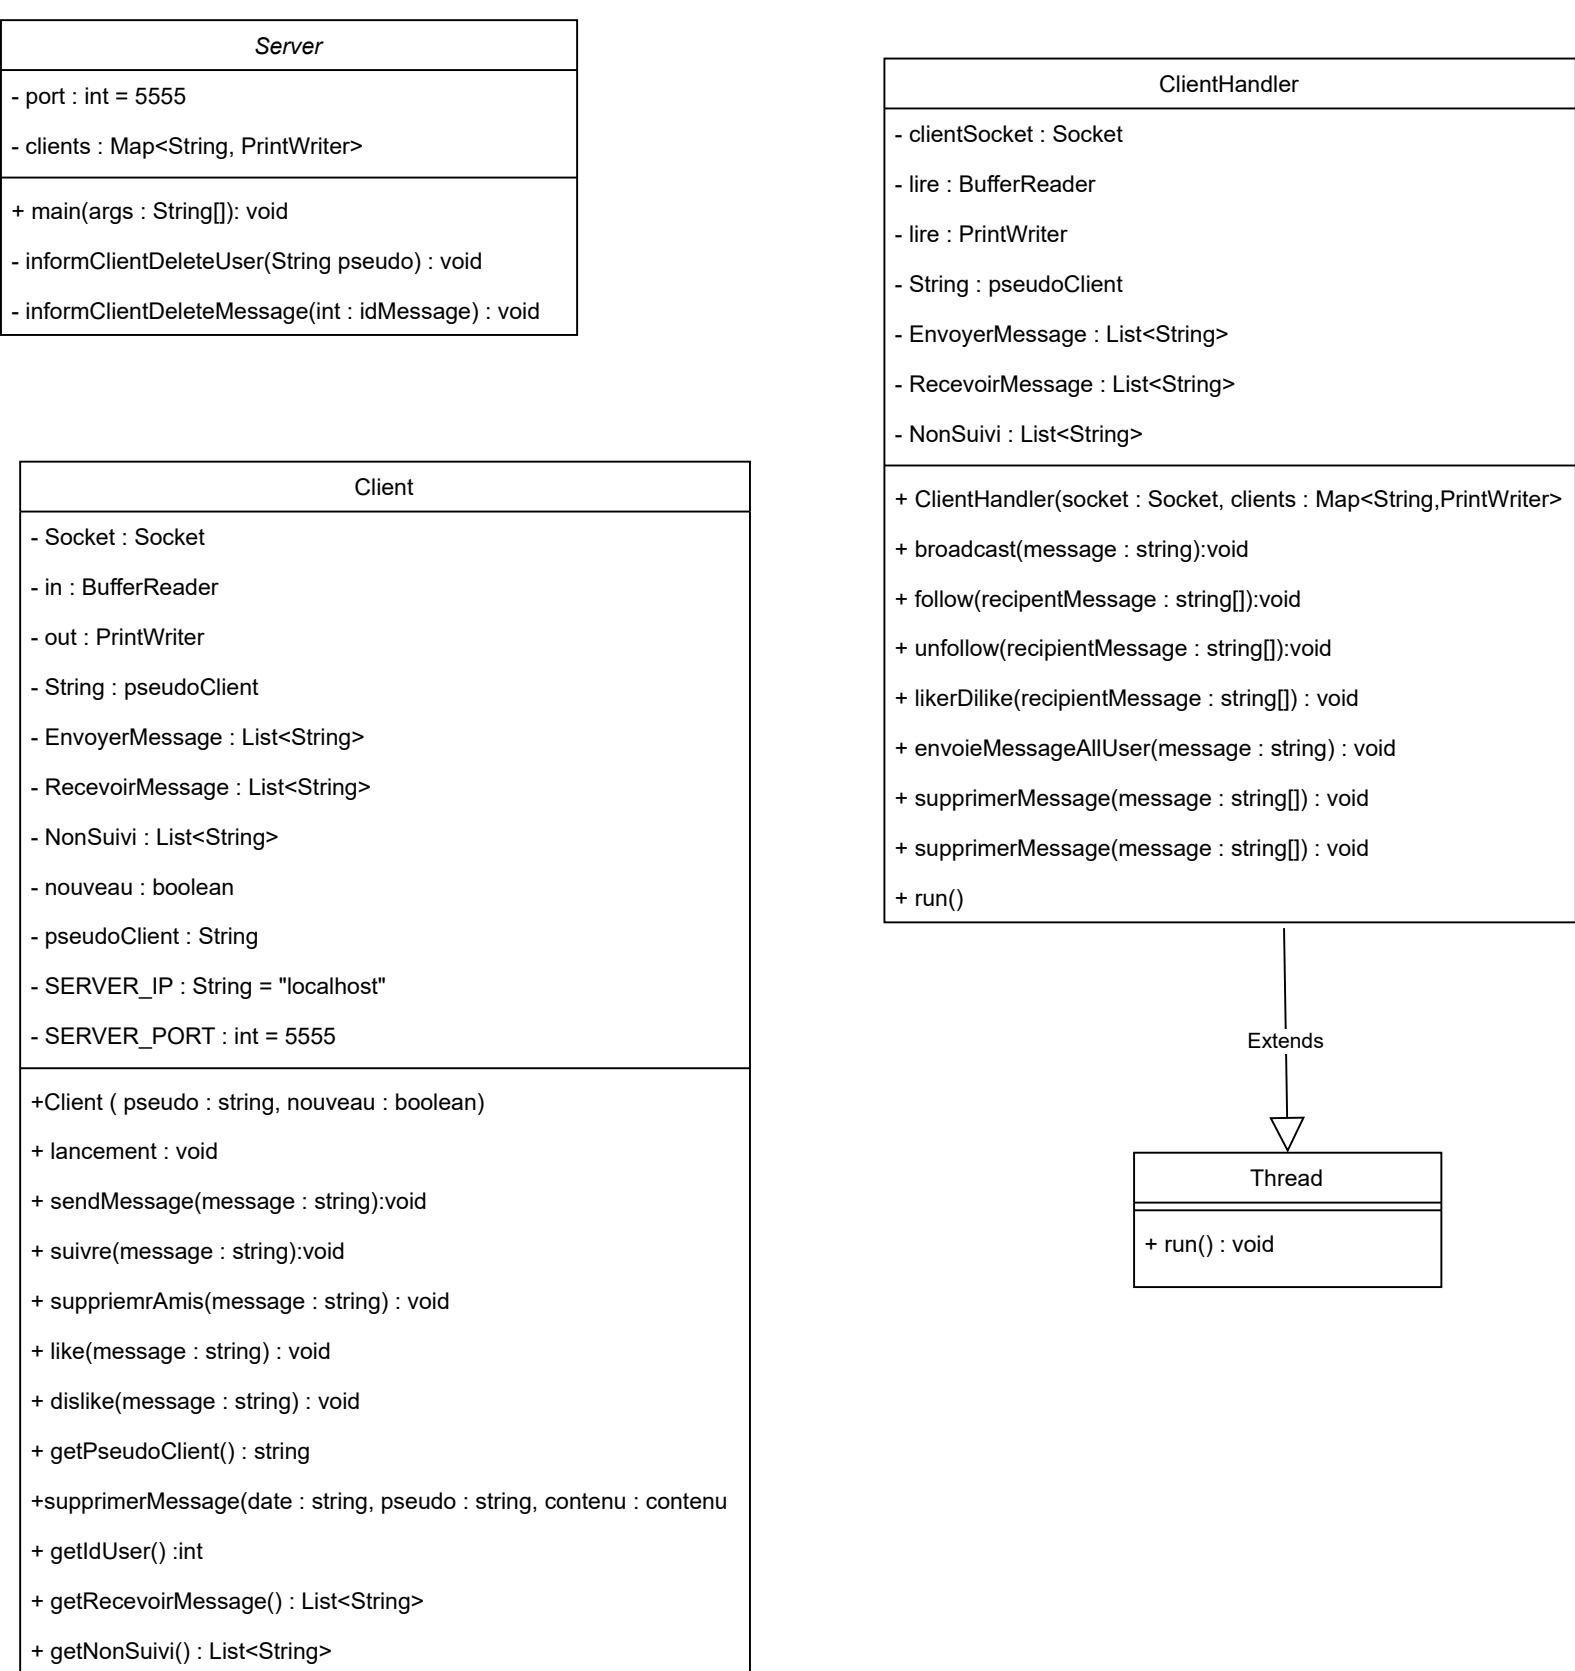 Server
- port : int = 5555
- clients : Map<String, PrintWriter>
+ main(args : String[]): void
- informClientDeleteUser(String pseudo) : void
- informClientDeleteMessage(int : idMessage) : void
ClientHandler
- clientSocket : Socket
- lire : BufferReader
- lire : PrintWriter
- String : pseudoClient
- EnvoyerMessage : List<String>
- RecevoirMessage : List<String>
- NonSuivi : List<String>
+ ClientHandler(socket : Socket, clients : Map<String,PrintWriter>
+ broadcast(message : string):void
+ follow(recipentMessage : string[]):void
+ unfollow(recipientMessage : string[]):void
+ likerDilike(recipientMessage : string[]) : void
+ envoieMessageAllUser(message : string) : void
+ supprimerMessage(message : string[]) : void
+ supprimerMessage(message : string[]) : void
+ run()
Extends
Thread
+ run() : void
Client
- Socket : Socket
- in : BufferReader
- out : PrintWriter
- String : pseudoClient
- EnvoyerMessage : List<String>
- RecevoirMessage : List<String>
- NonSuivi : List<String>
- nouveau : boolean
- pseudoClient : String
- SERVER_IP : String = "localhost"
- SERVER_PORT : int = 5555
+Client ( pseudo : string, nouveau : boolean)
+ lancement : void
+ sendMessage(message : string):void
+ suivre(message : string):void
+ suppriemrAmis(message : string) : void
+ like(message : string) : void
+ dislike(message : string) : void
+ getPseudoClient() : string
+supprimerMessage(date : string, pseudo : string, contenu : contenu
+ getIdUser() :int
+ getRecevoirMessage() : List<String>
+ getNonSuivi() : List<String>